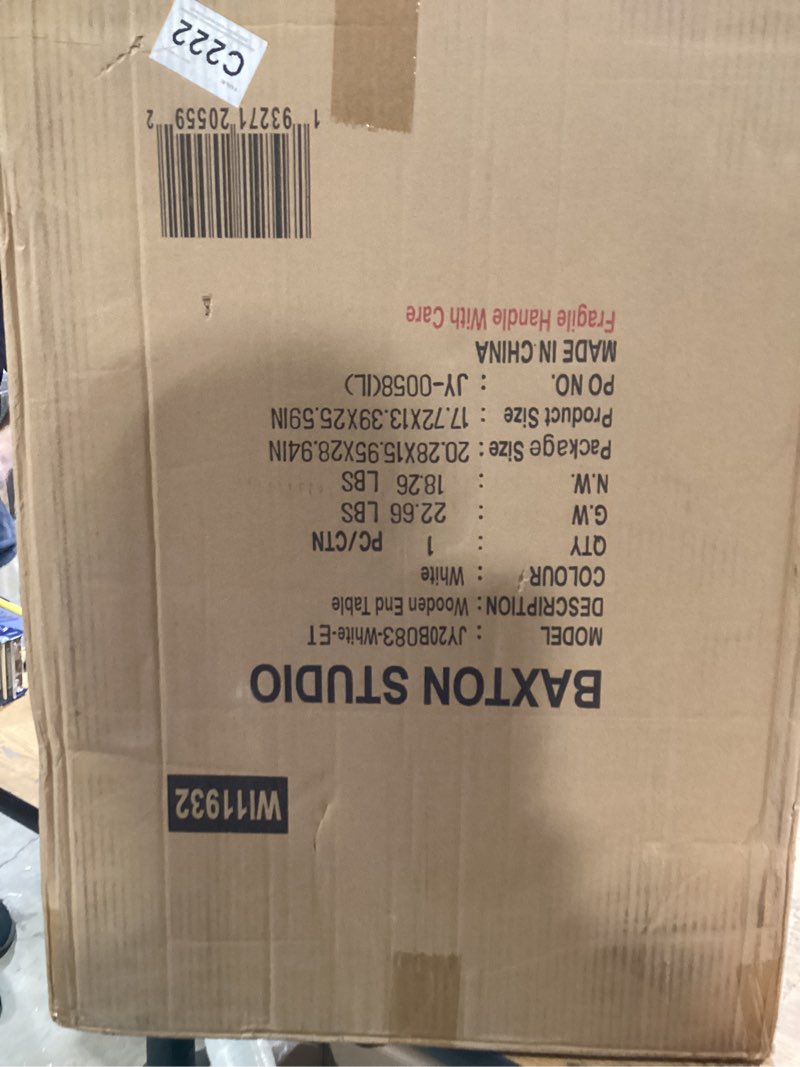 WI11932
BAXTON STUDIO
MODEL : JY20B083-White-ET
DESCRIPTION : Wooden End Table
COLOUR : White
QTY : 1 PC/CTN
G.W : 22.66 LBS
N.W. : 18.26 LBS
Package Size : 20.28X15.95X28.94IN
Product Size : 17.72X13.39X25.59IN
PO NO. : JY-0058(IL)
MADE IN CHINA
Fragile Handle With Care
1 93271 20559 2
C222